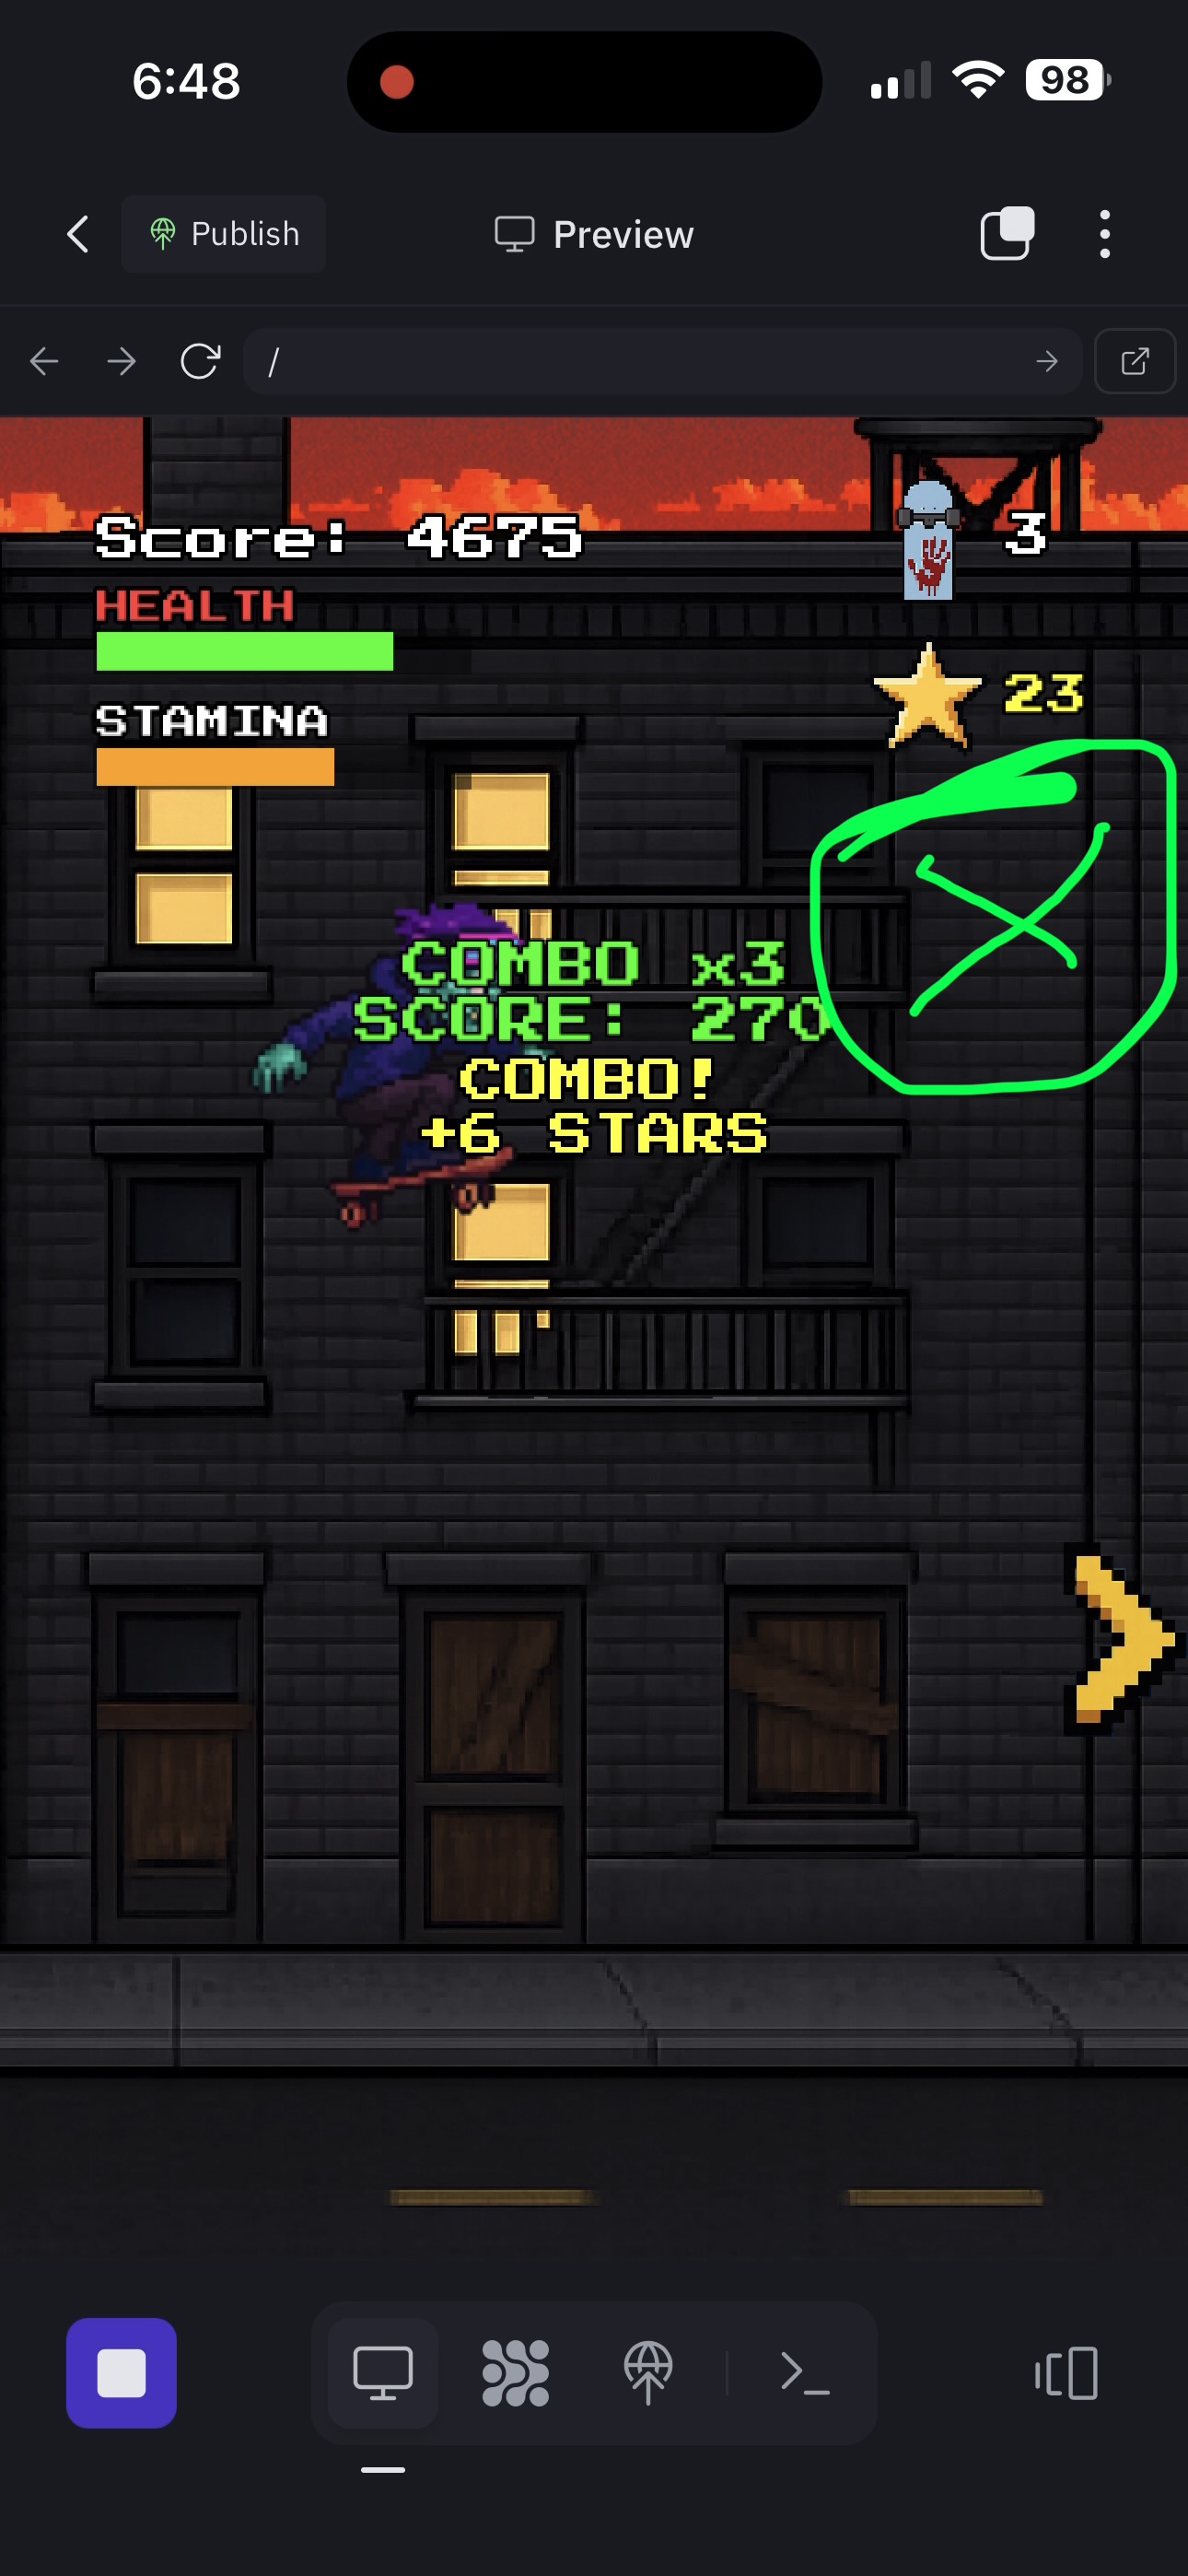 6:48
98
Publish
Preview
/
Score: 4675
3
HEALTH
23
STAMINA
COMBO x3
SCORE: 270
COMBO!
+6 STARS